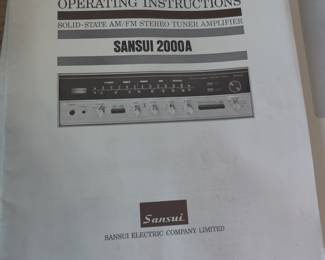 OPERATING INSTRUCTIONS
SOLID-STATE AM/FM STEREO TUNER AMPLIFIER
SANSUI 2000A
Sansui
SANSUI ELECTRIC COMPANY LIMITED